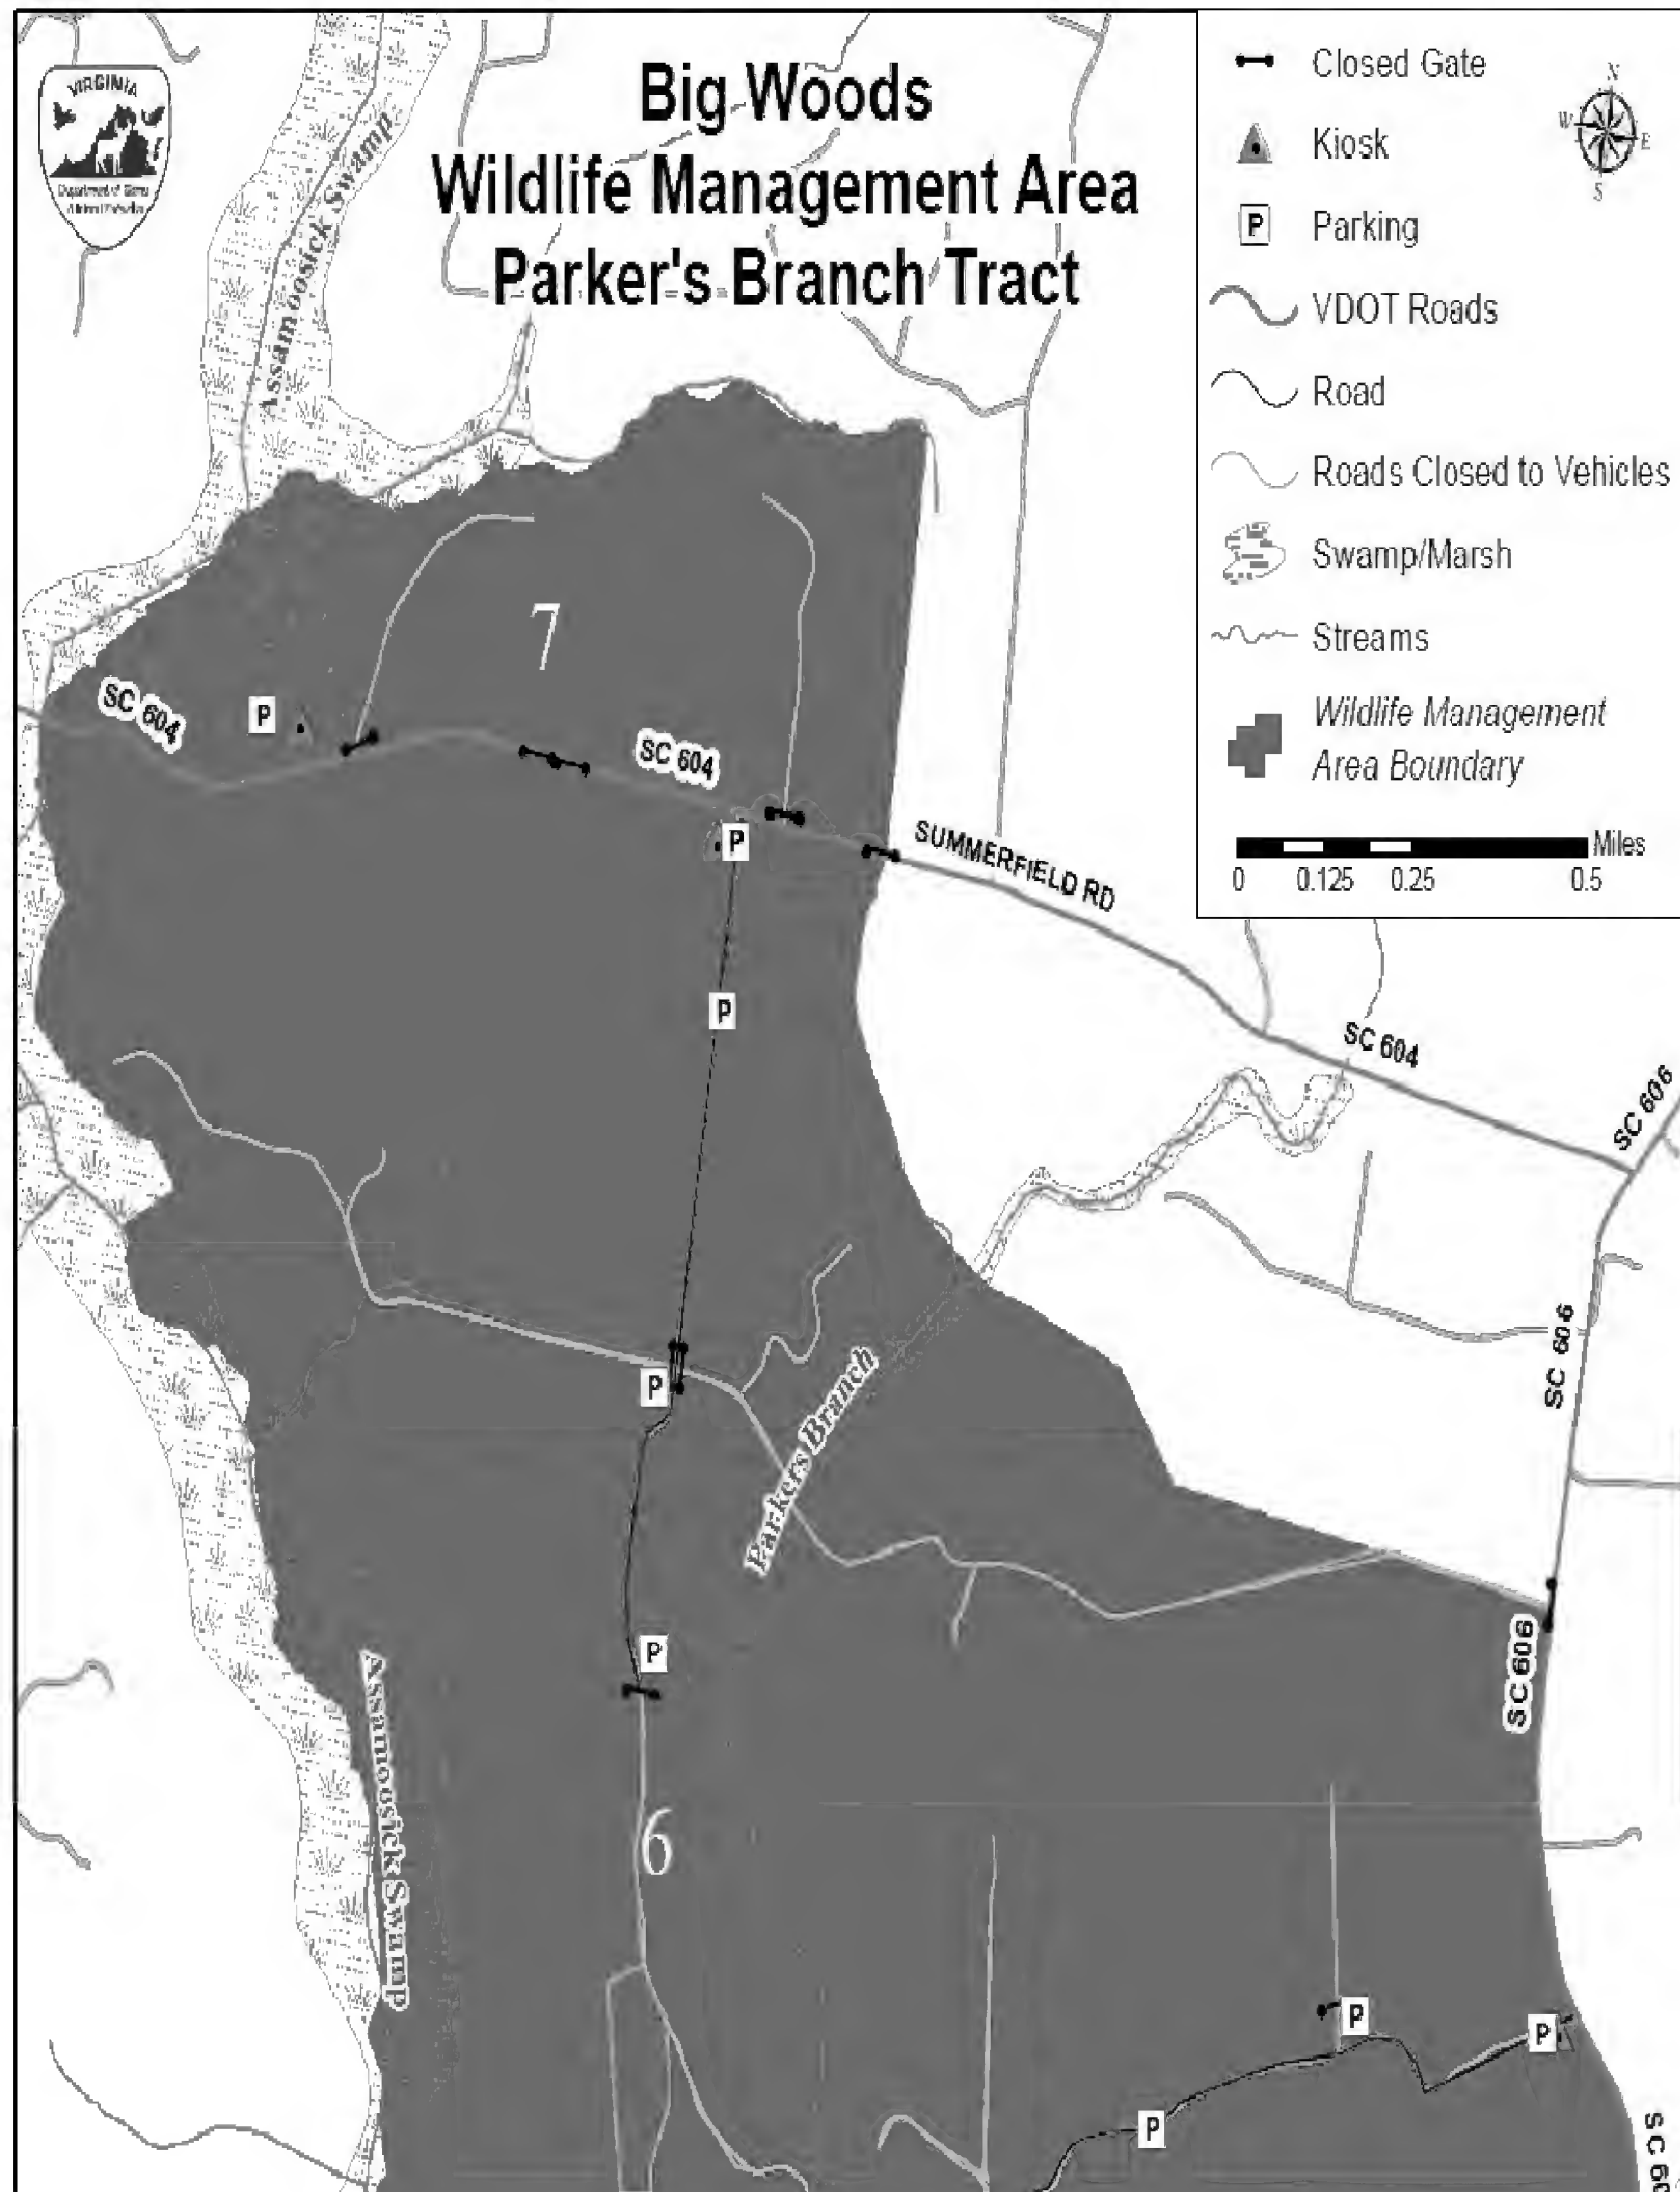 VIRGINIA
Big Woods
Wildlife Management Area
Parker's Branch Tract
Closed Gate
Kiosk
P Parking
VDOT Roads
Road
Roads Closed to Vehicles
Swamp/Marsh
Streams
Wildlife Management
Area Boundary
Miles
0 0.125 0.25 0.5
N
W E
S
Assamoosick Swamp
7
SC 604
P
SC 604
P
SUMMERFIELD RD
P
SC 604
SC 606
SC 606
P
Parkers Branch
P
SC 606
Assamoosick Swamp
6
P
P
P